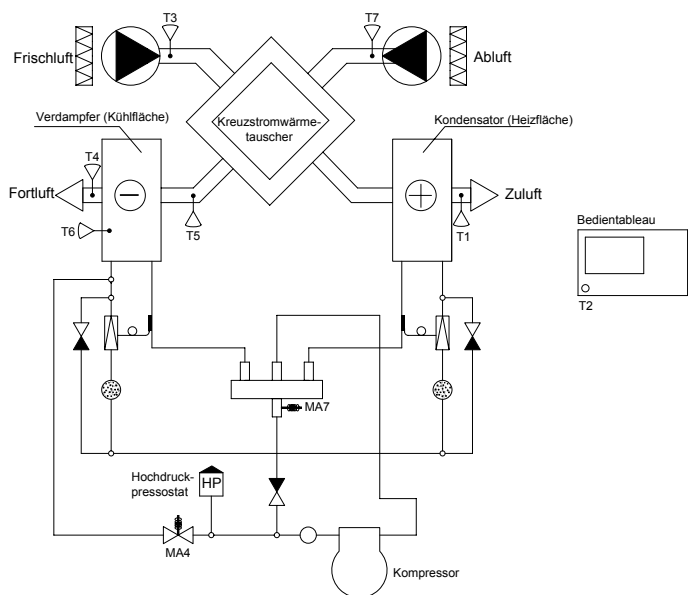 T3
T7
Frischluft
Abluft
Kreuzstromwärme-
tauscher
Verdampfer (Kühlfläche)
Kondensator (Heizfläche)
T4
Fortluft
Zuluft
T6
T5
T1
Bedientableau
T2
MA7
Hochdruck-
pressostat
HP
MA4
Kompressor